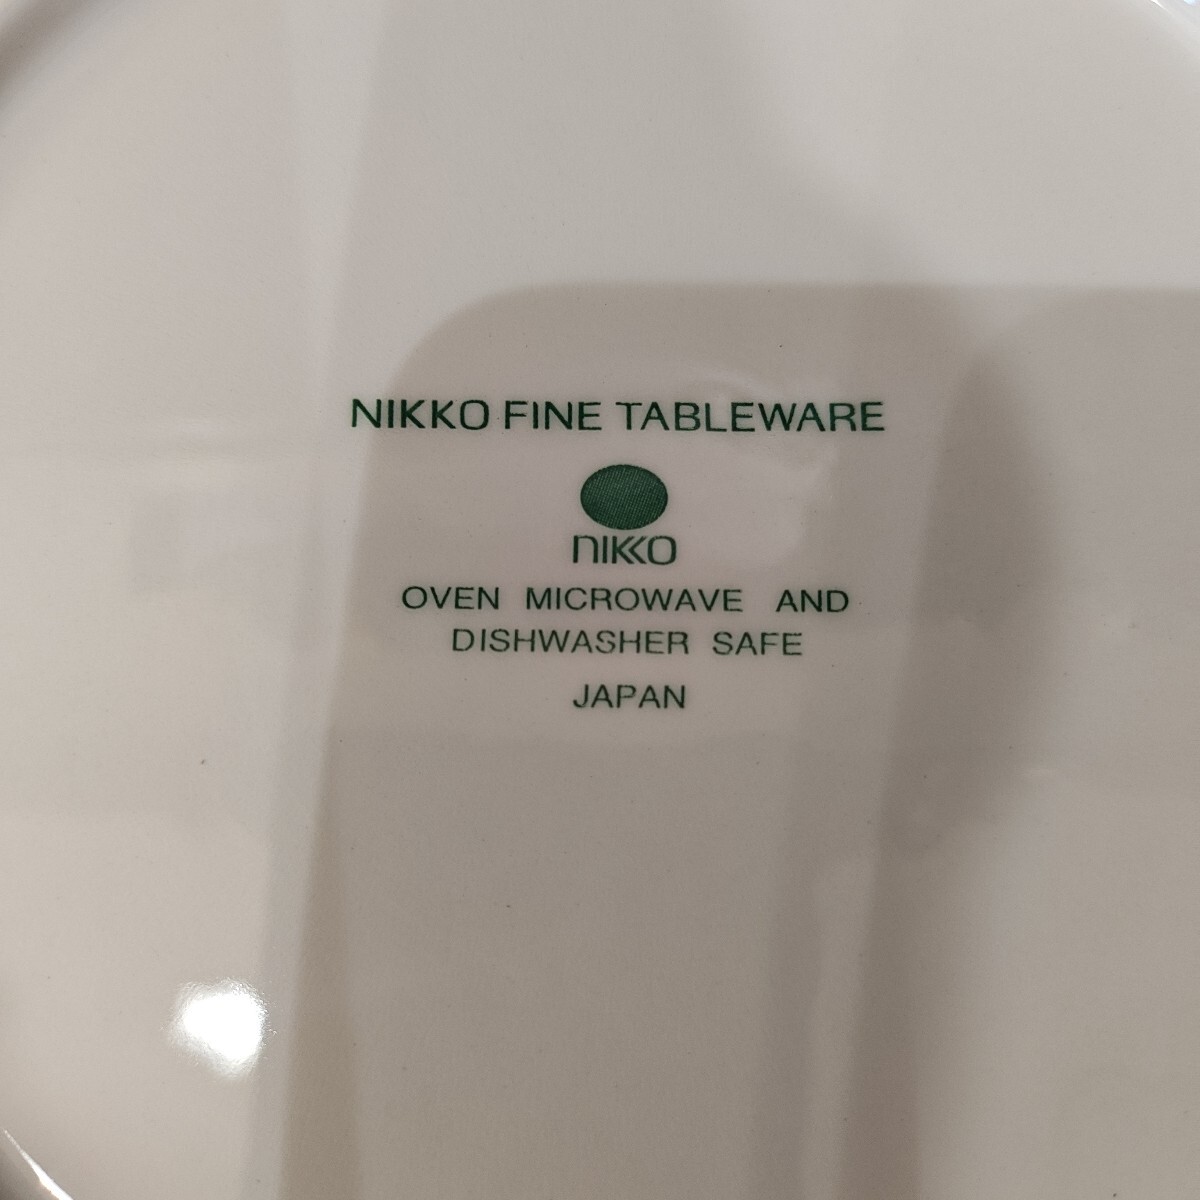 NIKKO FINE TABLEWARE
NIKKO
OVEN MICROWAVE AND
DISHWASHER SAFE
JAPAN